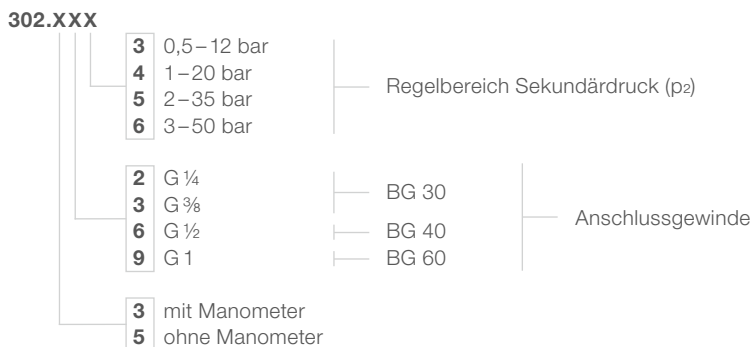 302.XXX
3 0,5–12 bar
4 1–20 bar
5 2–35 bar
6 3–50 bar
Regelbereich Sekundärdruck (p2)
2 G ¼
3 G ⅜
BG 30
6 G ½
BG 40
9 G 1
BG 60
Anschlussgewinde
3 mit Manometer
5 ohne Manometer